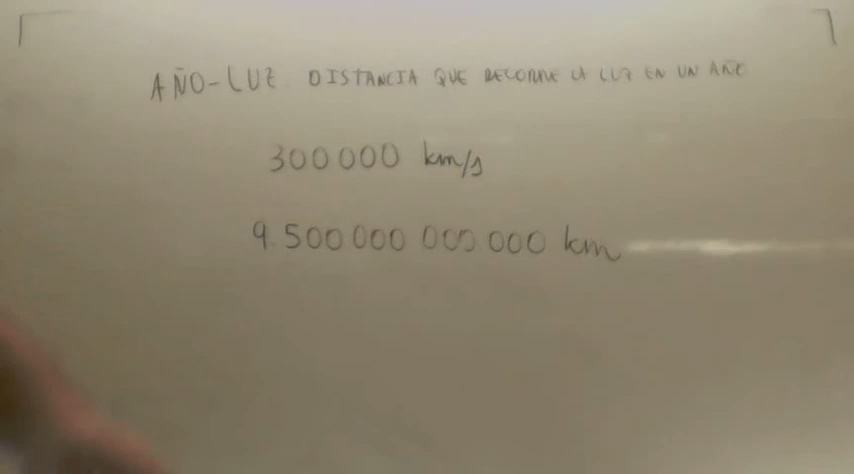 AÑO-LUZ DISTANCIA QUE RECORRE LA LUZ EN UN AÑO
300 000 km/s
9.500 000 000 000 km